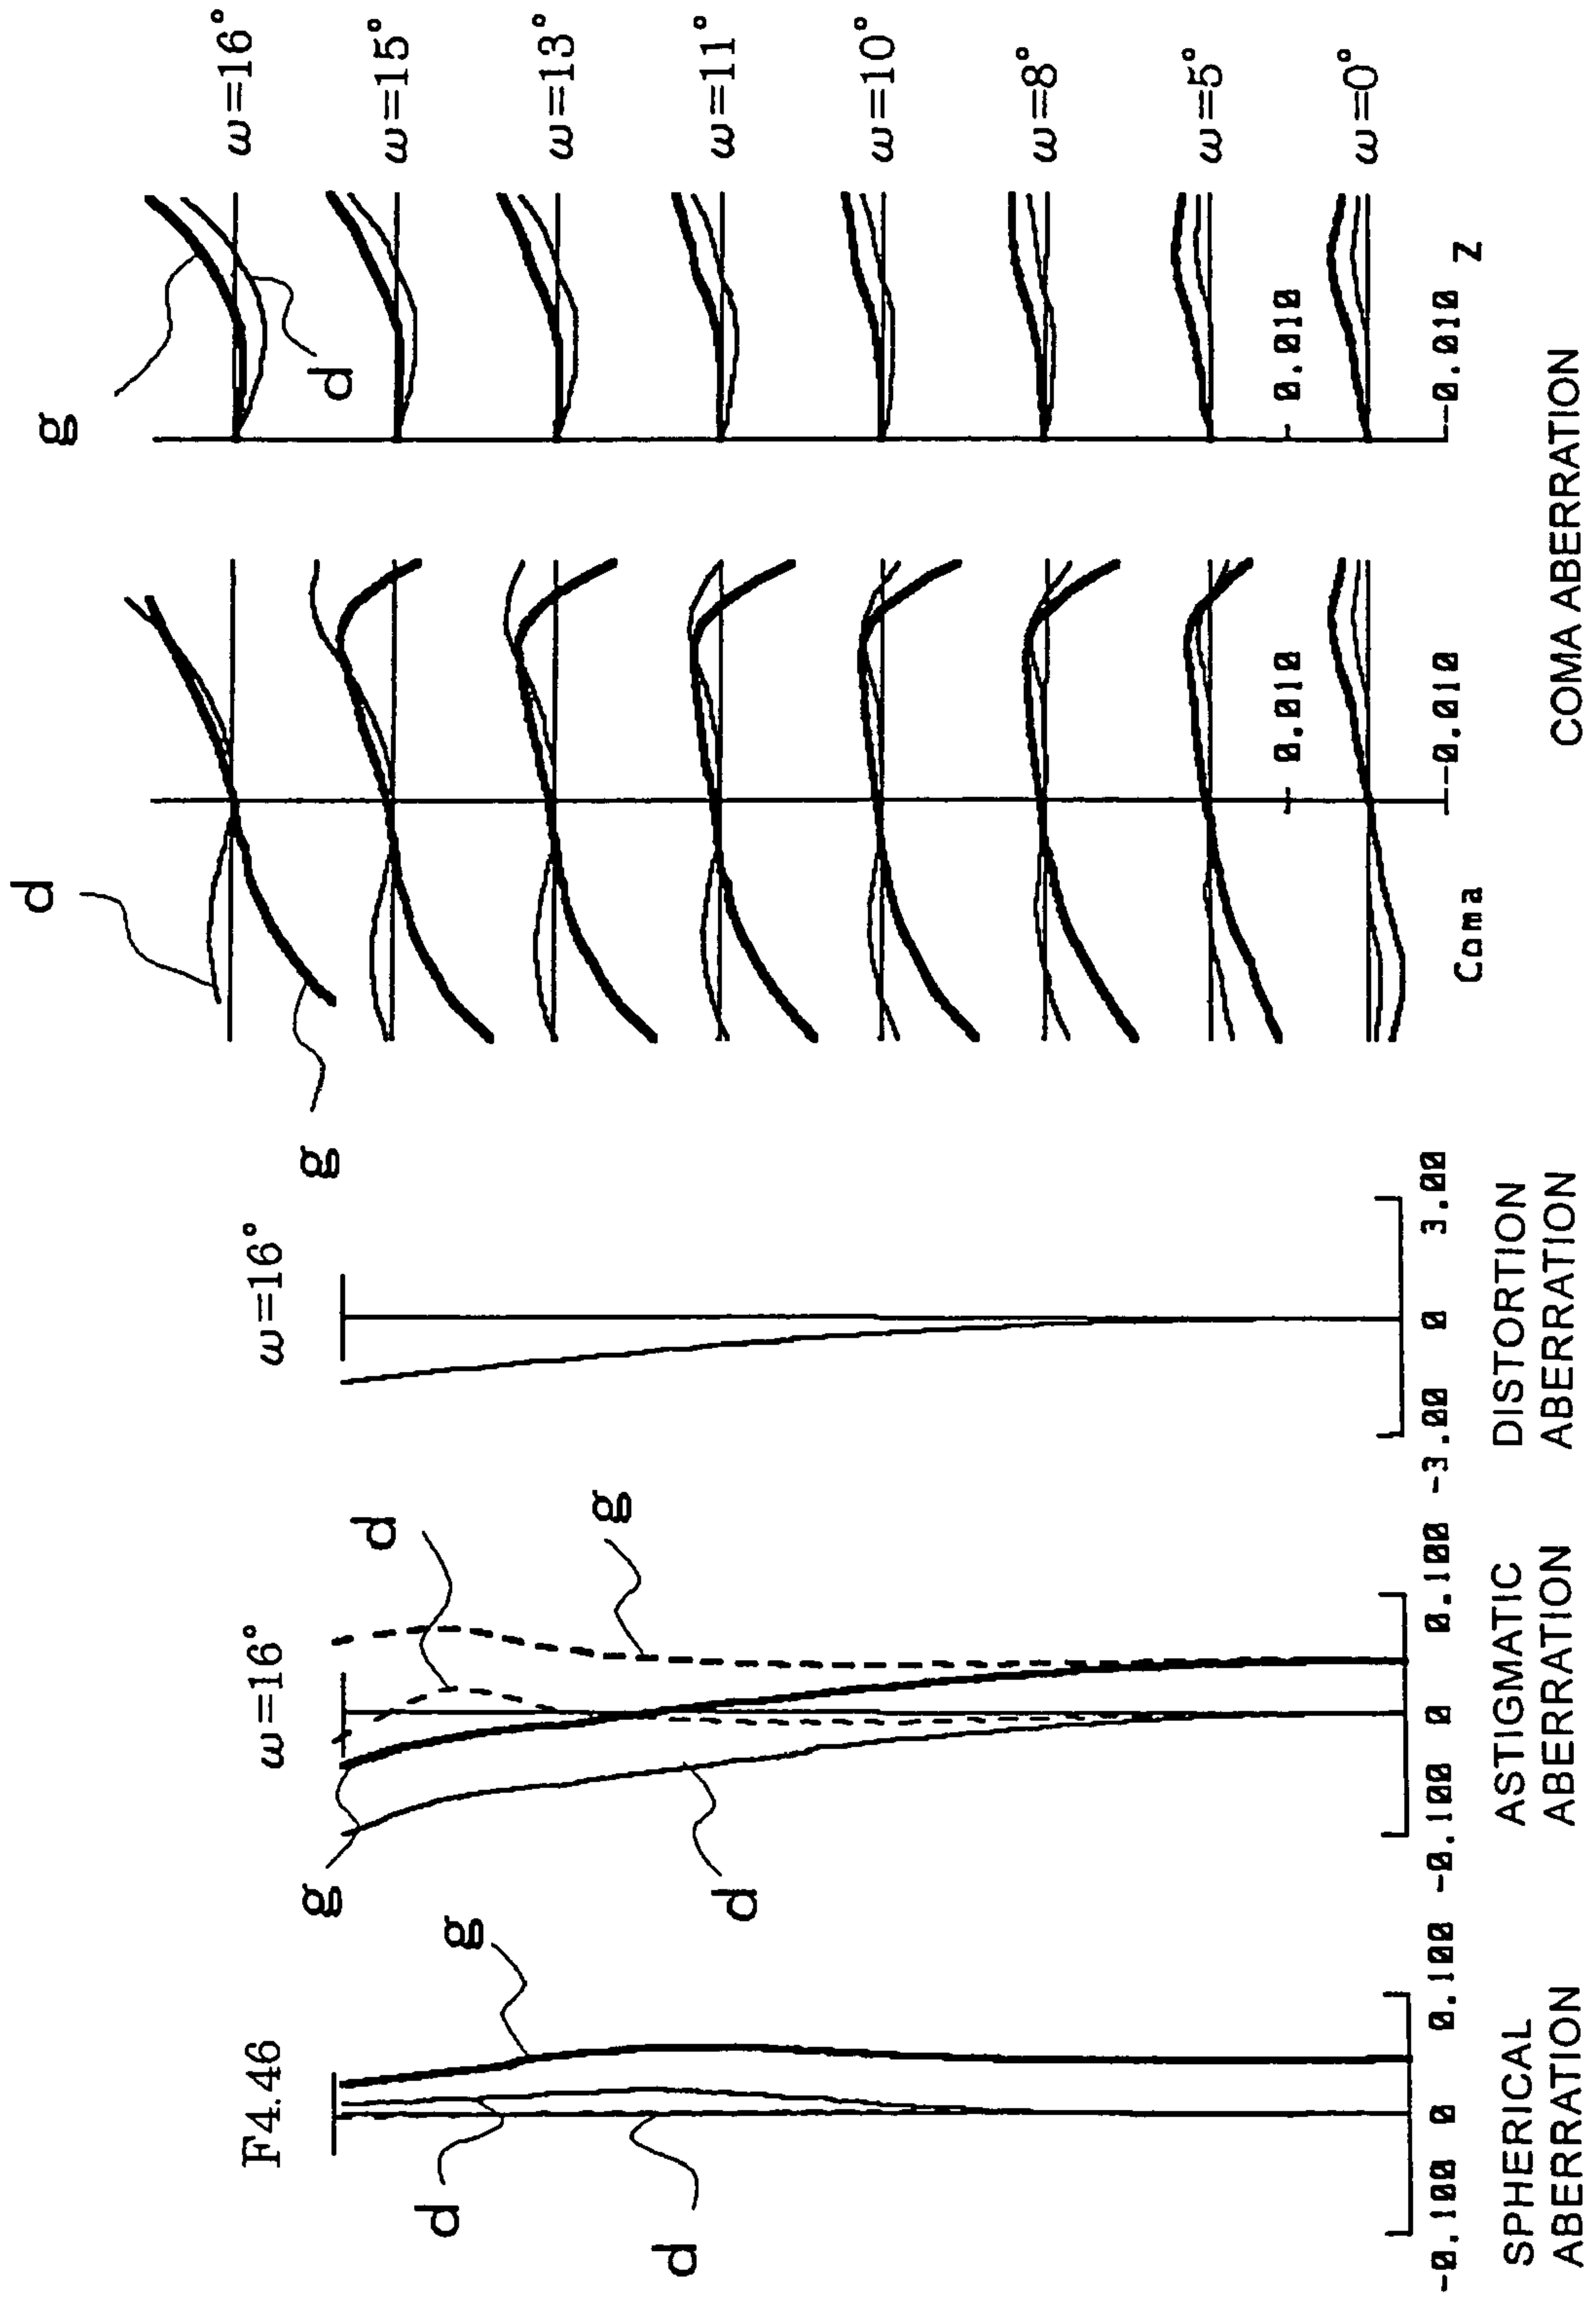 F4.46
g
d
d
-0.100 0 0.100
SPHERICAL
ABERRATION
ω=16°
g
d
d
g
-0.100 0 0.100
ASTIGMATIC
ABERRATION
ω=16°
-3.00 0 3.00
DISTORTION
ABERRATION
d
g
g
d
ω=16°
ω=15°
ω=13°
ω=11°
ω=10°
ω=8°
ω=5°
ω=0°
0.010
-0.010
Coma
0.010
-0.010
Z
COMA ABERRATION